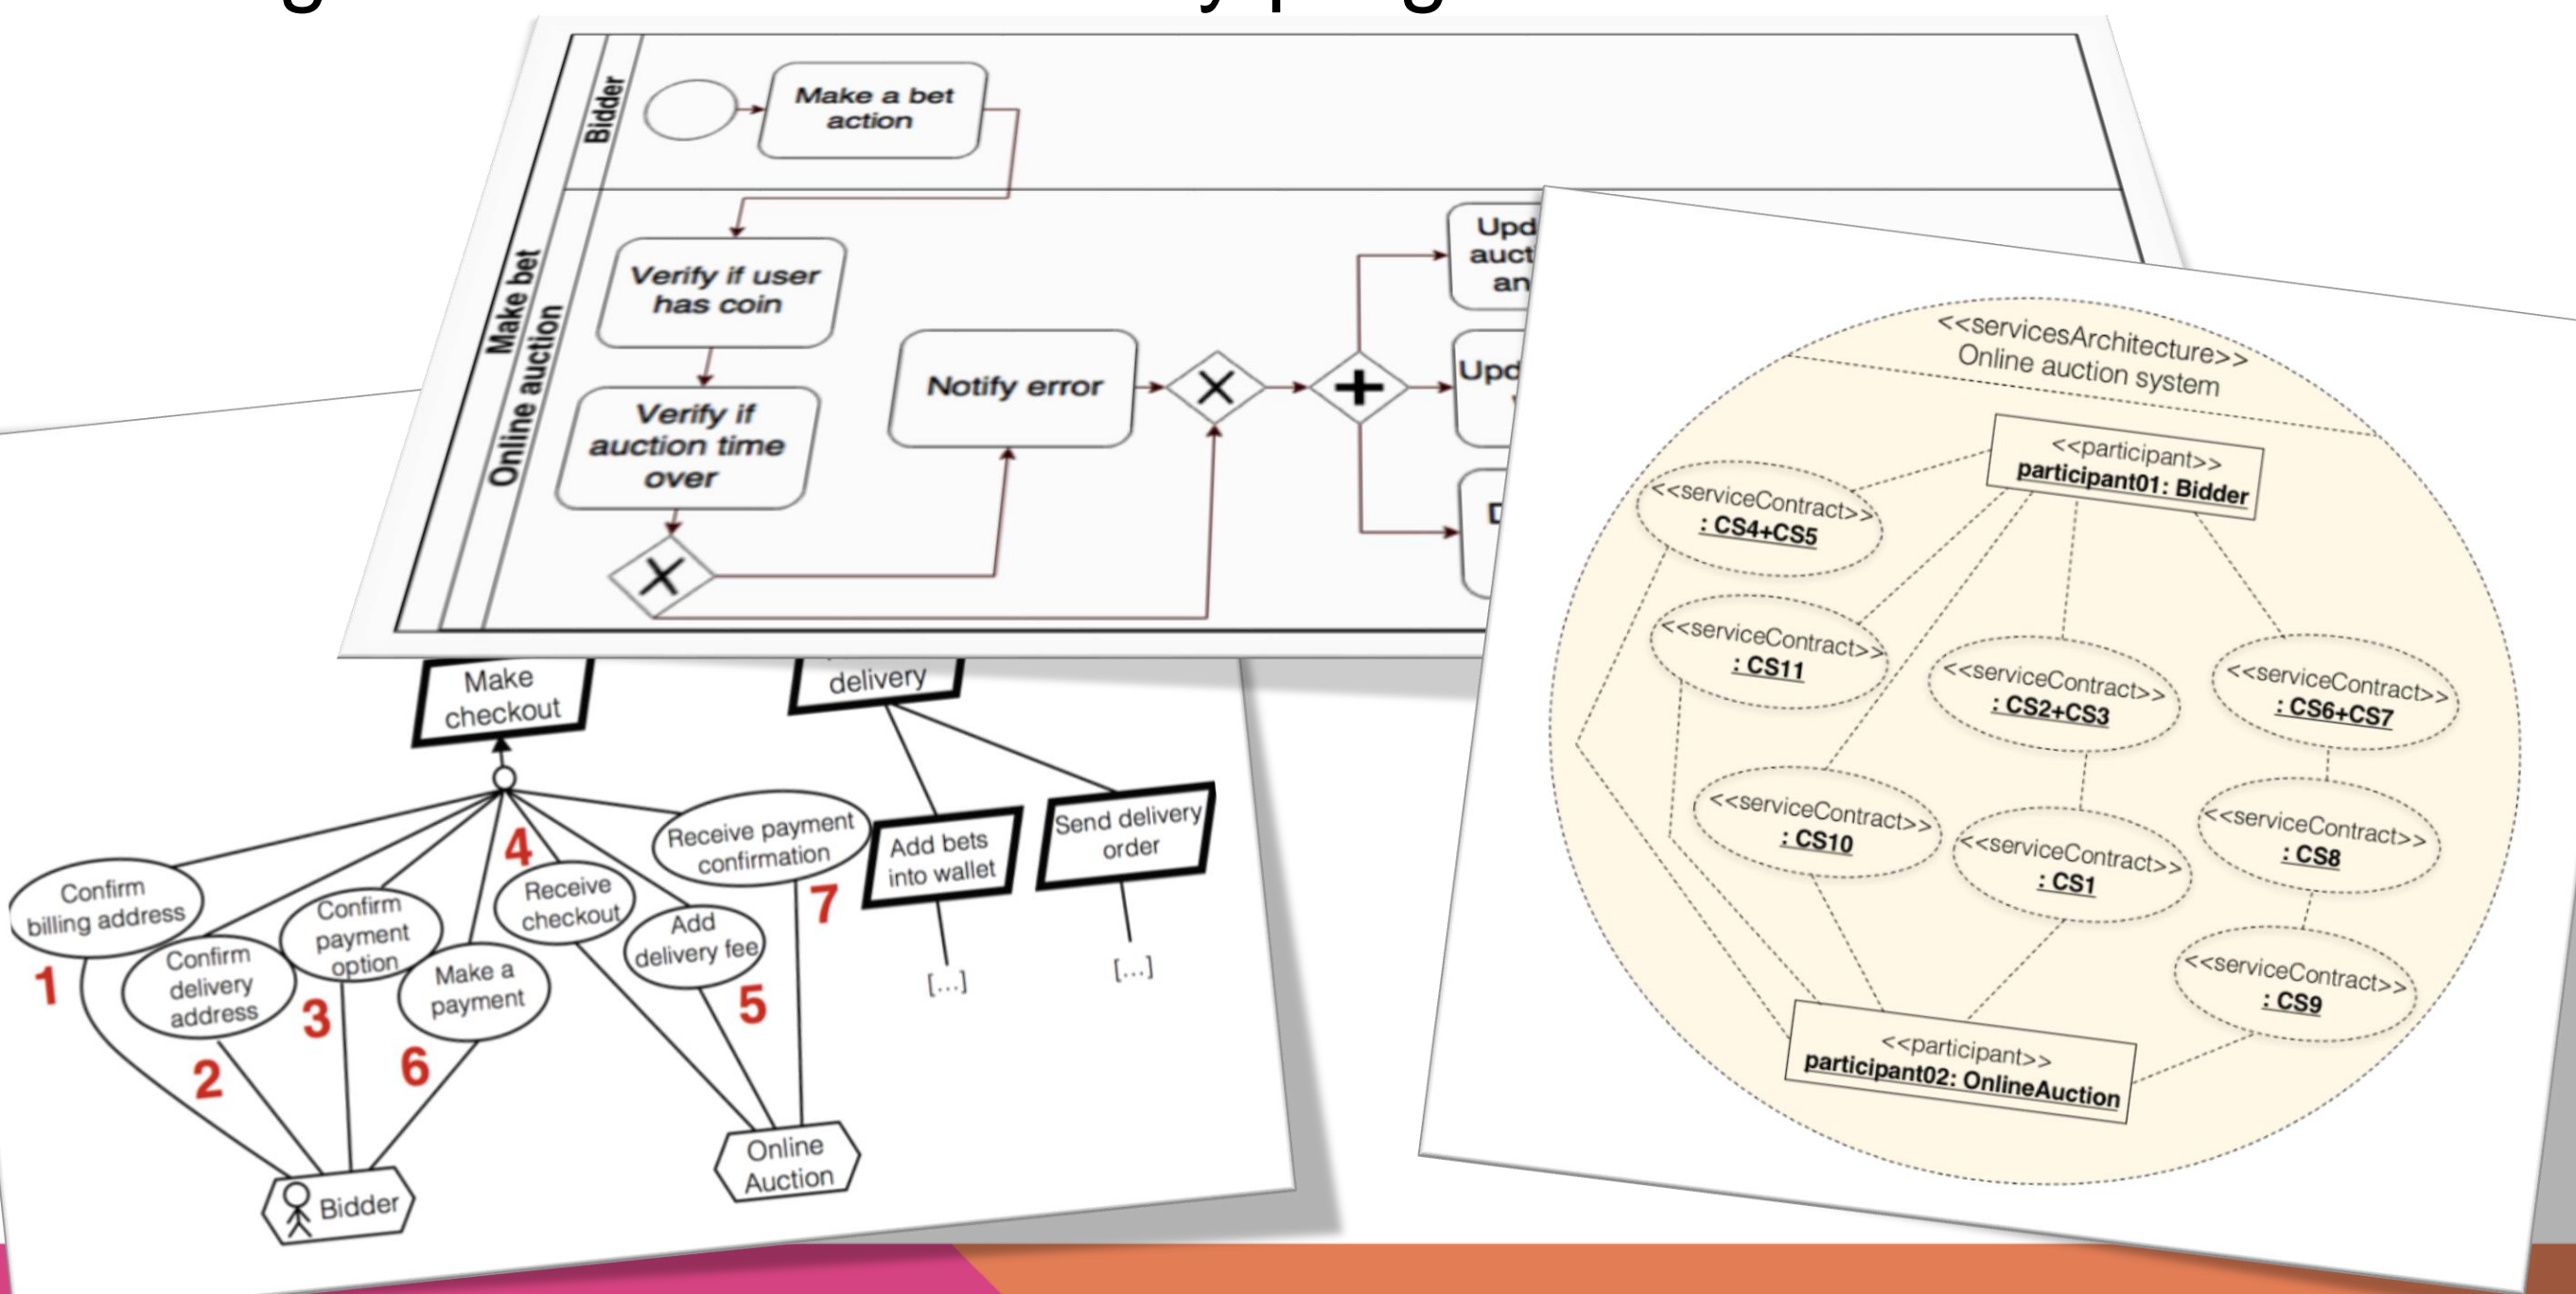 Bidder
Make a bet
action
Make bet
Online auction
Verify if user
has coin
Verify if
auction time
over
Notify error
Make
checkout
delivery
Confirm
billing address
Confirm
delivery
address
Confirm
payment
option
Make a
payment
Receive
checkout
Add
delivery fee
Receive payment
confirmation
Add bets
into wallet
Send delivery
order
[...]
[...]
1
2
3
6
4
5
7
Bidder
Online
Auction
<<servicesArchitecture>>
Online auction system
<<participant>>
participant01: Bidder
<<serviceContract>>
: CS4+CS5
<<serviceContract>>
: CS11
<<serviceContract>>
: CS2+CS3
<<serviceContract>>
: CS6+CS7
<<serviceContract>>
: CS10
<<serviceContract>>
: CS1
<<serviceContract>>
: CS8
<<serviceContract>>
: CS9
<<participant>>
participant02: OnlineAuction